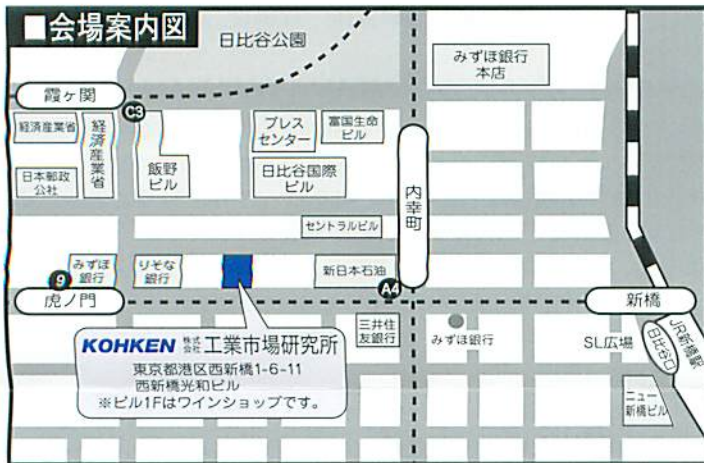 ■会場案内図
日比谷公園
みずほ銀行
本店
霞ヶ関
C3
経済産業省
経済産業省
日本郵政
公社
飯野
ビル
プレス
センター
富国生命
ビル
日比谷国際
ビル
内幸町
セントラルビル
みずほ
銀行
りそな
銀行
新日本石油
9
A4
虎ノ門
新橋
KOHKEN 株式会社 工業市場研究所
東京都港区西新橋1-6-11
西新橋光和ビル
※ビル1Fはワインショップです。
三井住
友銀行
みずほ銀行
SL広場
日比谷口
JR新橋駅
ニュー
新橋ビル